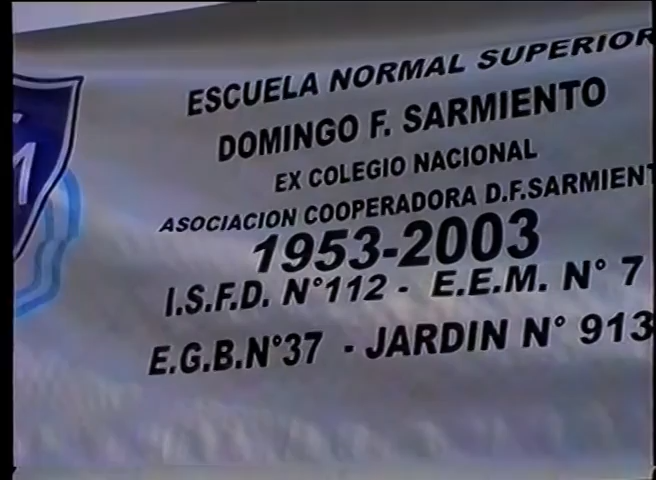 ESCUELA NORMAL SUPERIOR
DOMINGO F. SARMIENTO
EX COLEGIO NACIONAL
ASOCIACION COOPERADORA D.F.SARMIENT
1953-2003
I.S.F.D. N°112 - E.E.M. N° 7
E.G.B.N°37 - JARDIN N° 913